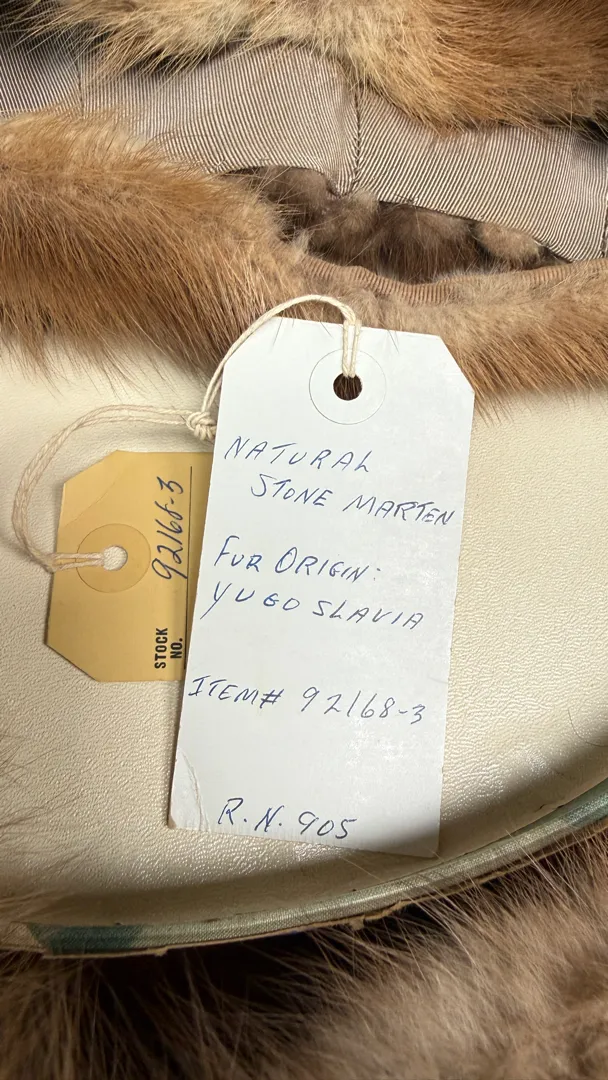 NATURAL
STONE MARTEN
FUR ORIGIN:
YUGOSLAVIA
ITEM# 92168-3
R.N. 905
92168-3
STOCK
NO.